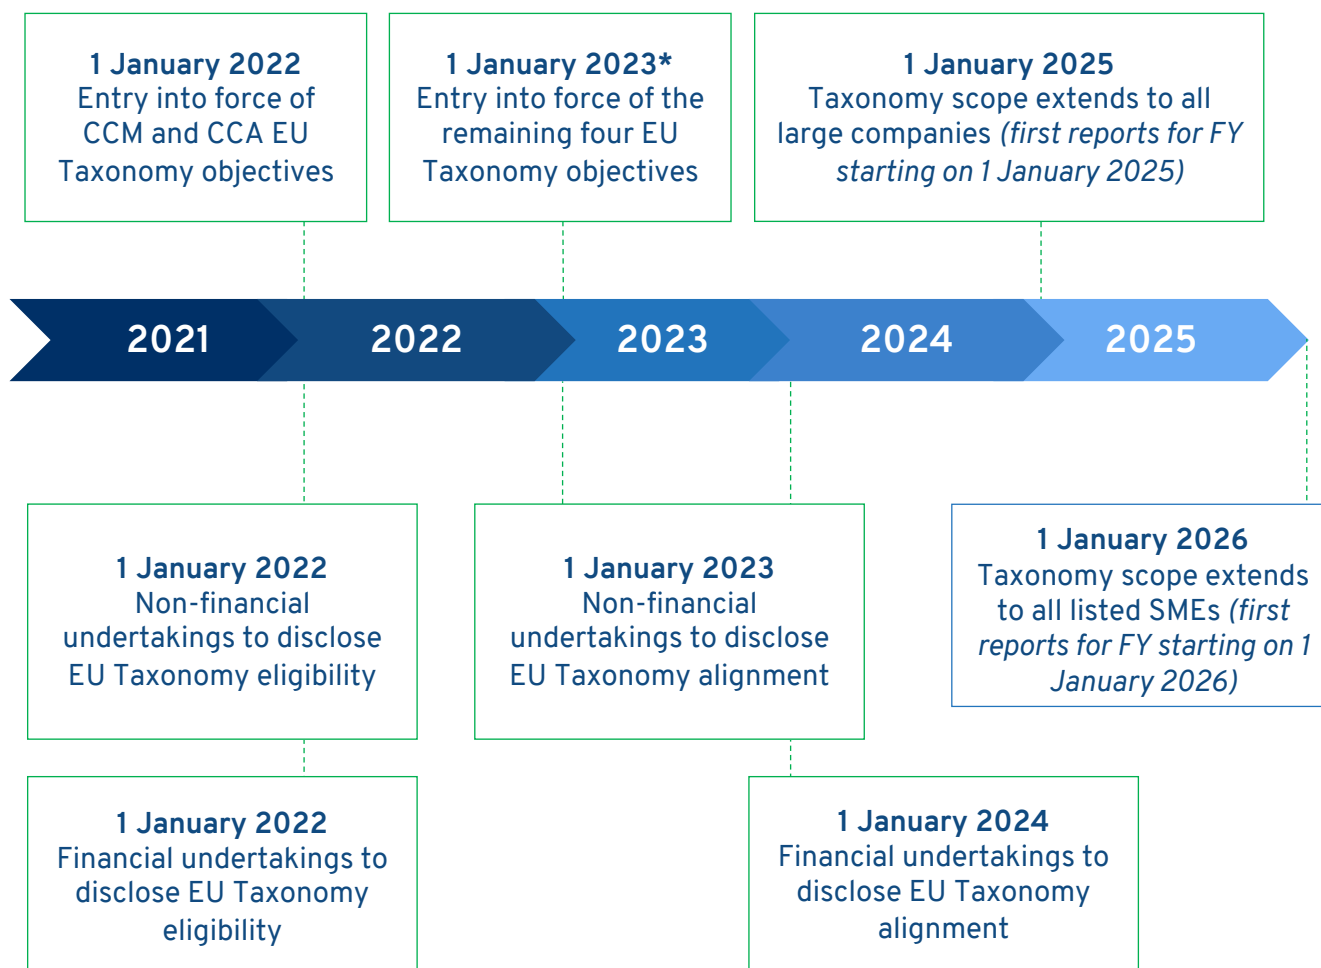 1 January 2022
Entry into force of
CCM and CCA EU
Taxonomy objectives
1 January 2023*
Entry into force of the
remaining four EU
Taxonomy objectives
1 January 2025
Taxonomy scope extends to all
large companies (first reports for FY
starting on 1 January 2025)
2021
2022
2023
2024
2025
1 January 2022
Non-financial
undertakings to disclose
EU Taxonomy eligibility
1 January 2023
Non-financial
undertakings to disclose
EU Taxonomy alignment
1 January 2026
Taxonomy scope extends
to all listed SMEs (first
reports for FY starting on 1
January 2026)
1 January 2022
Financial undertakings to
disclose EU Taxonomy
eligibility
1 January 2024
Financial undertakings to
disclose EU Taxonomy
alignment